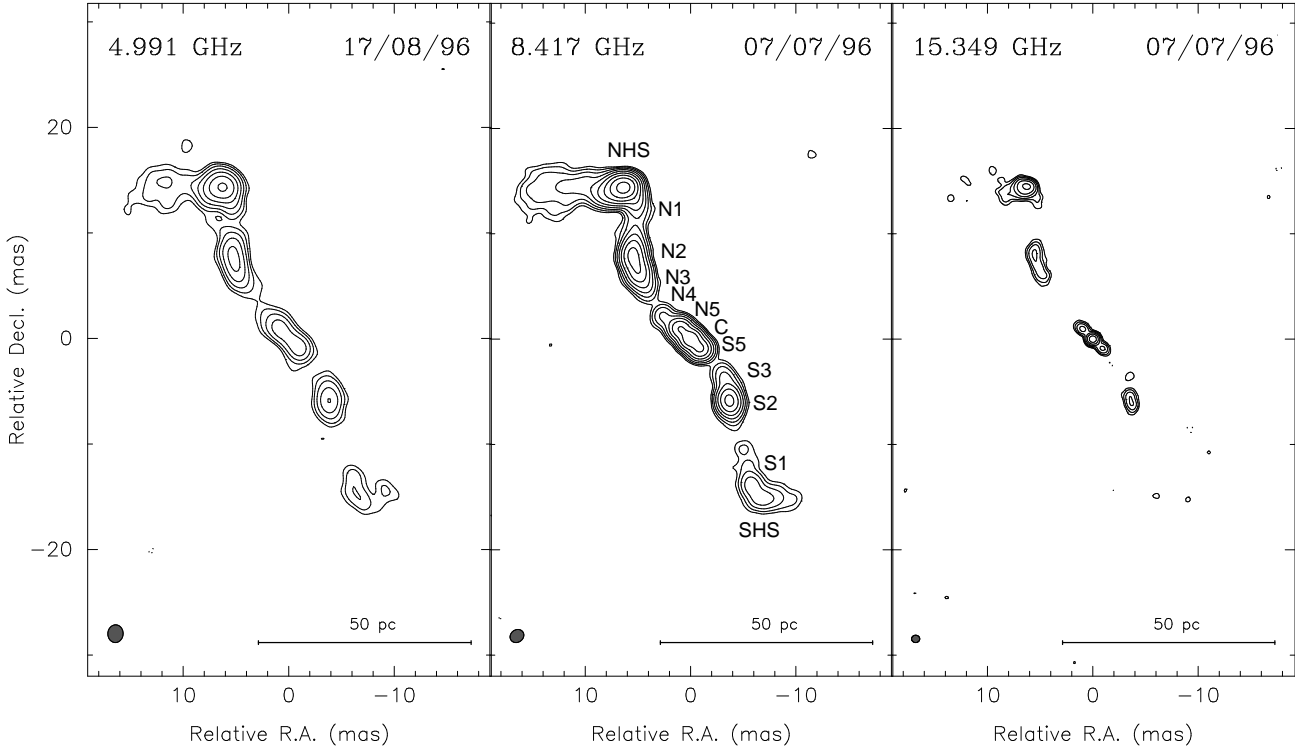 4.991 GHz 17/08/96
8.417 GHz 07/07/96
15.349 GHz 07/07/96
Relative Decl. (mas)
20
0
−20
NHS
N1
N2
N3
N4
N5
C
S5
S3
S2
S1
SHS
50 pc
50 pc
50 pc
10 0 −10
10 0 −10
10 0 −10
Relative R.A. (mas)
Relative R.A. (mas)
Relative R.A. (mas)